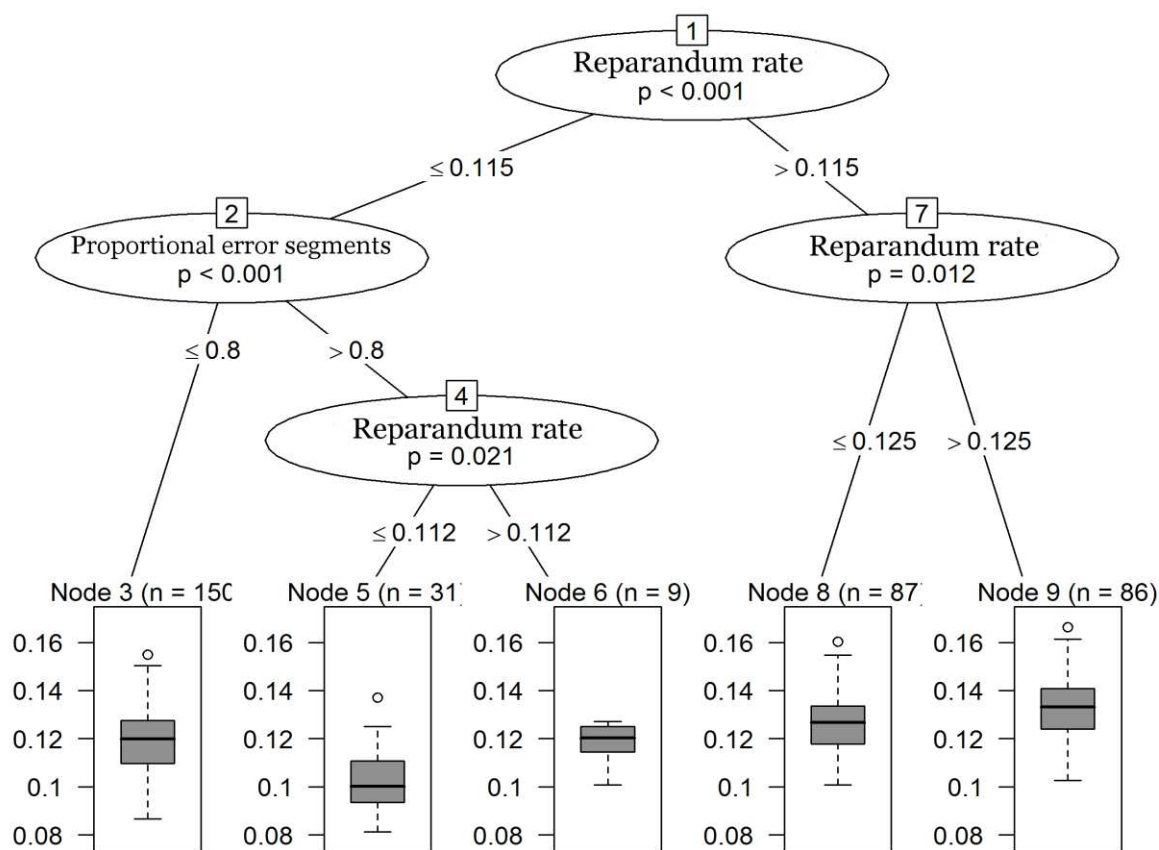 1
Reparandum rate
p < 0.001
≤ 0.115
> 0.115
2
Proportional error segments
p < 0.001
7
Reparandum rate
p = 0.012
≤ 0.8
> 0.8
4
Reparandum rate
p = 0.021
≤ 0.125
> 0.125
≤ 0.112
> 0.112
Node 3 (n = 150
Node 5 (n = 31)
Node 6 (n = 9)
Node 8 (n = 87)
Node 9 (n = 86)
0.16
0.14
0.12
0.1
0.08
0.16
0.14
0.12
0.1
0.08
0.16
0.14
0.12
0.1
0.08
0.16
0.14
0.12
0.1
0.08
0.16
0.14
0.12
0.1
0.08